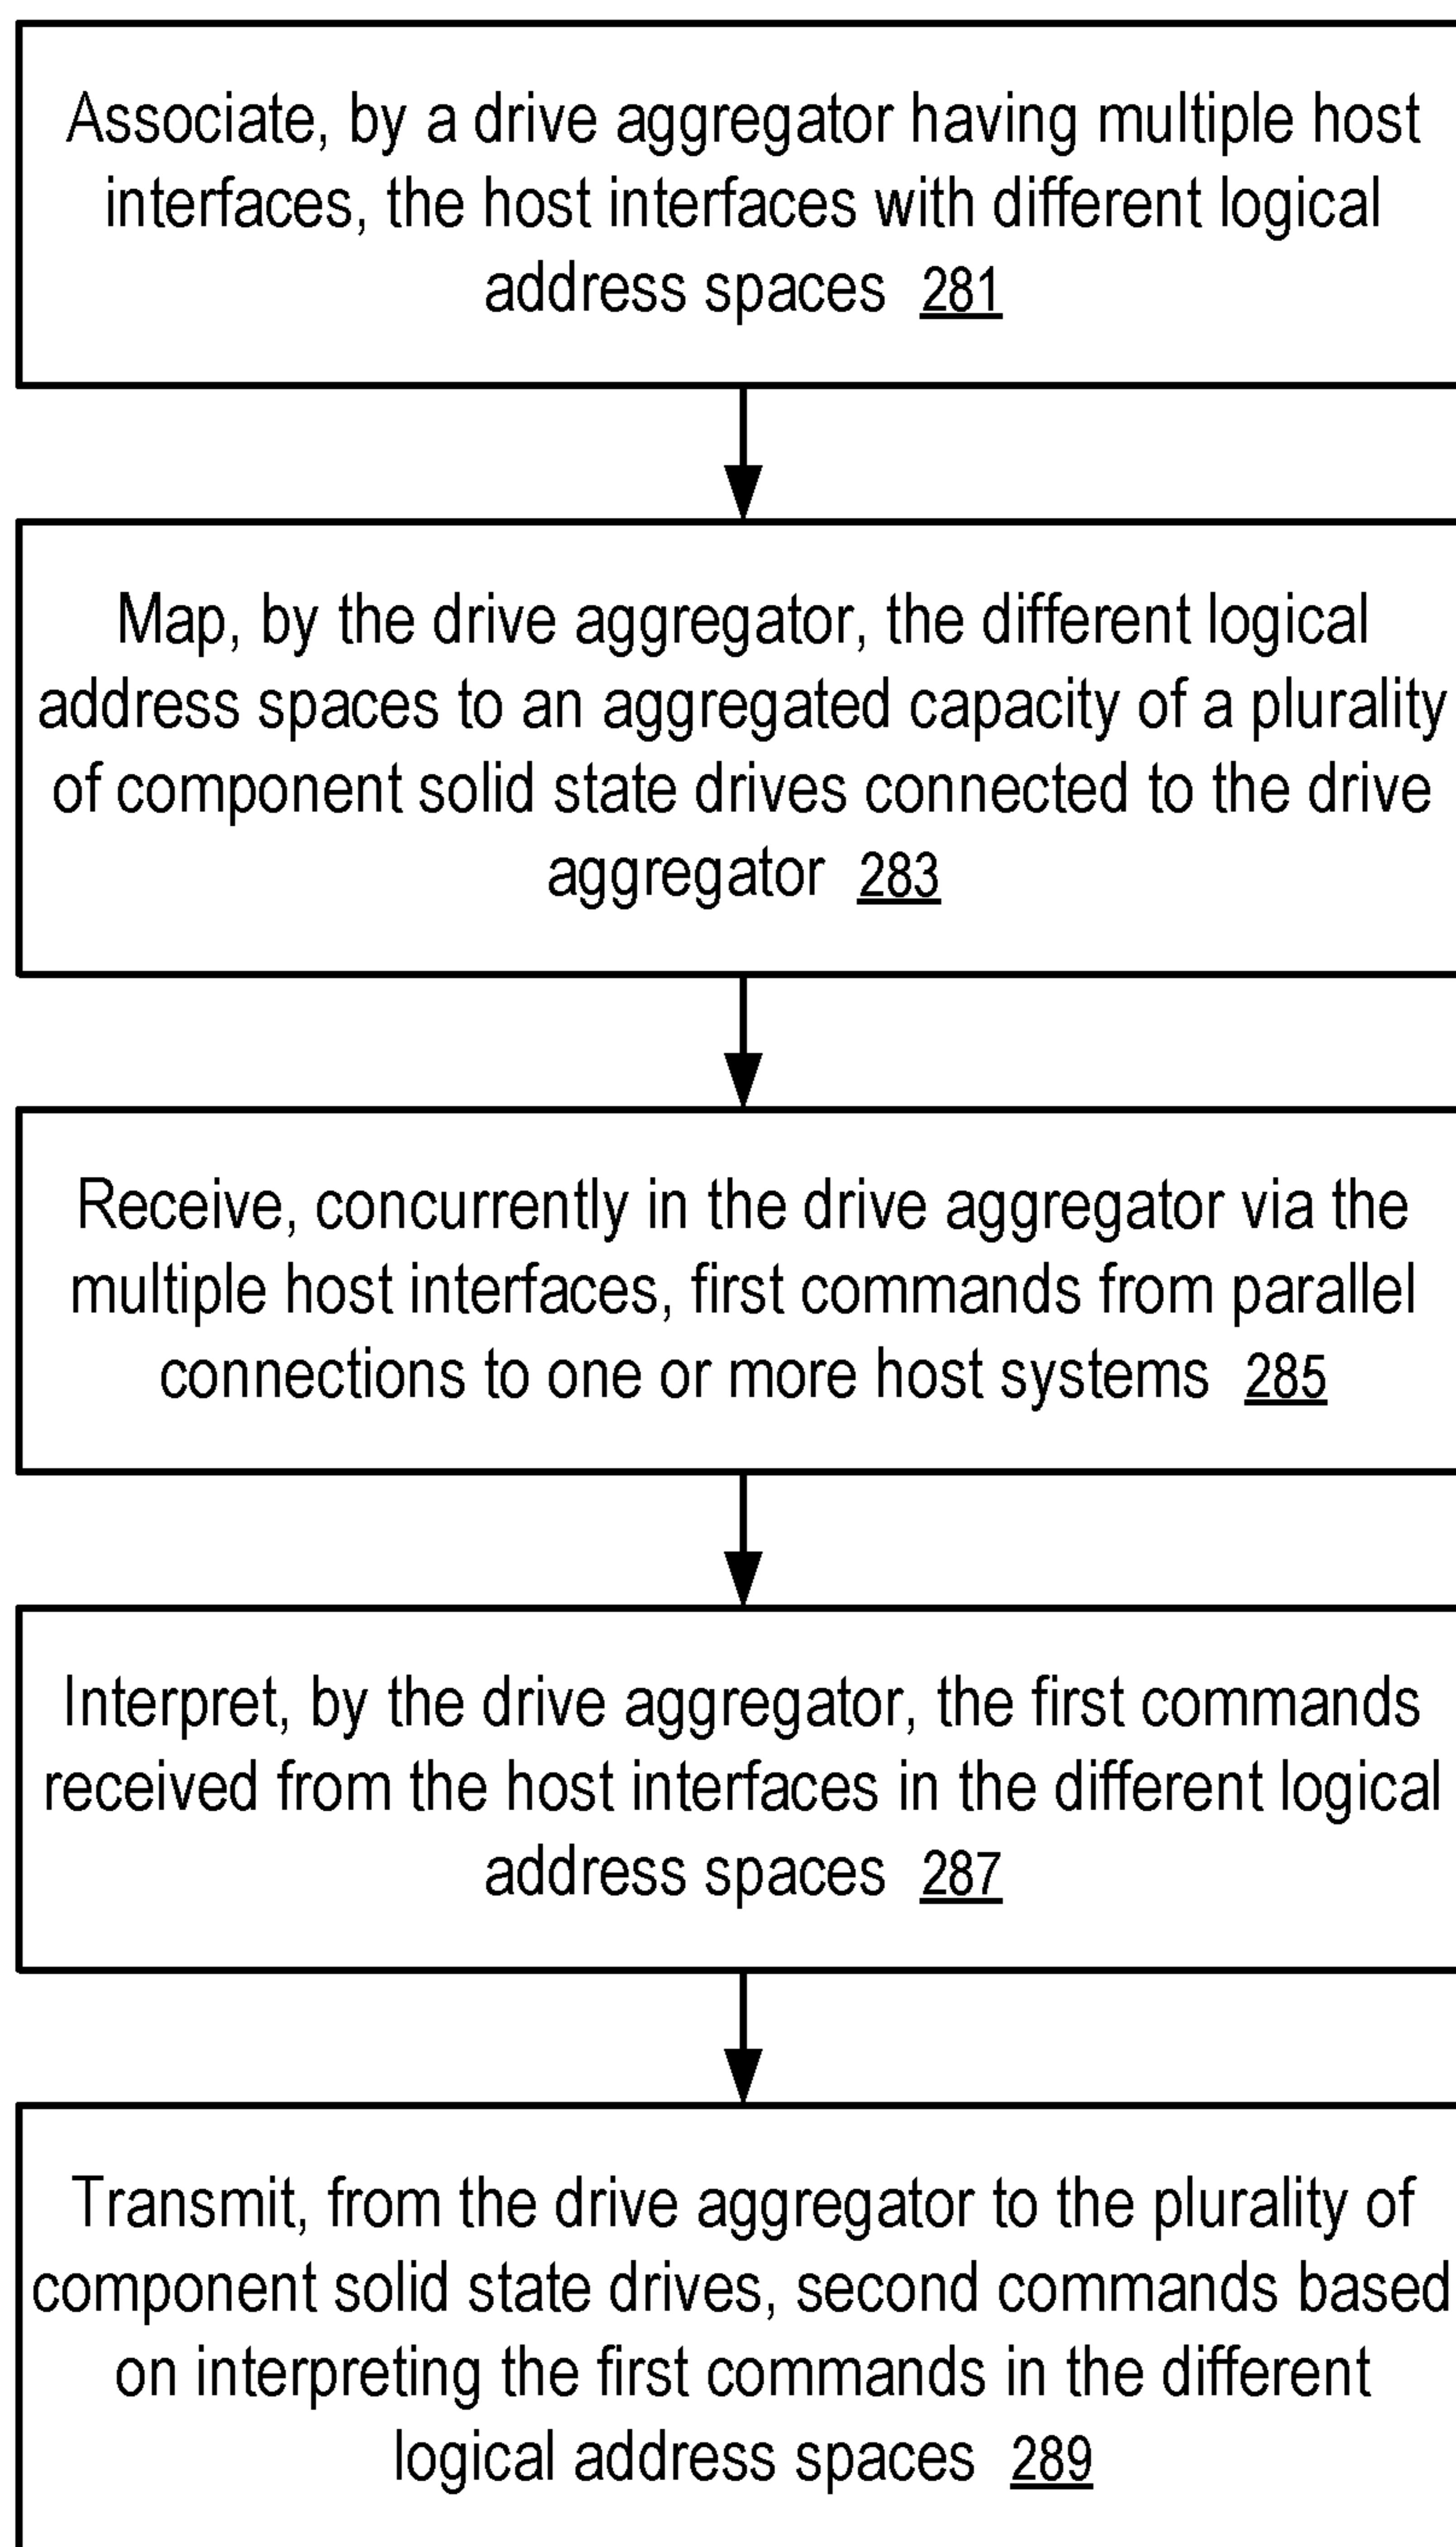 Associate, by a drive aggregator having multiple host
interfaces, the host interfaces with different logical
address spaces 281
Map, by the drive aggregator, the different logical
address spaces to an aggregated capacity of a plurality
of component solid state drives connected to the drive
aggregator 283
Receive, concurrently in the drive aggregator via the
multiple host interfaces, first commands from parallel
connections to one or more host systems 285
Interpret, by the drive aggregator, the first commands
received from the host interfaces in the different logical
address spaces 287
Transmit, from the drive aggregator to the plurality of
component solid state drives, second commands based
on interpreting the first commands in the different
logical address spaces 289